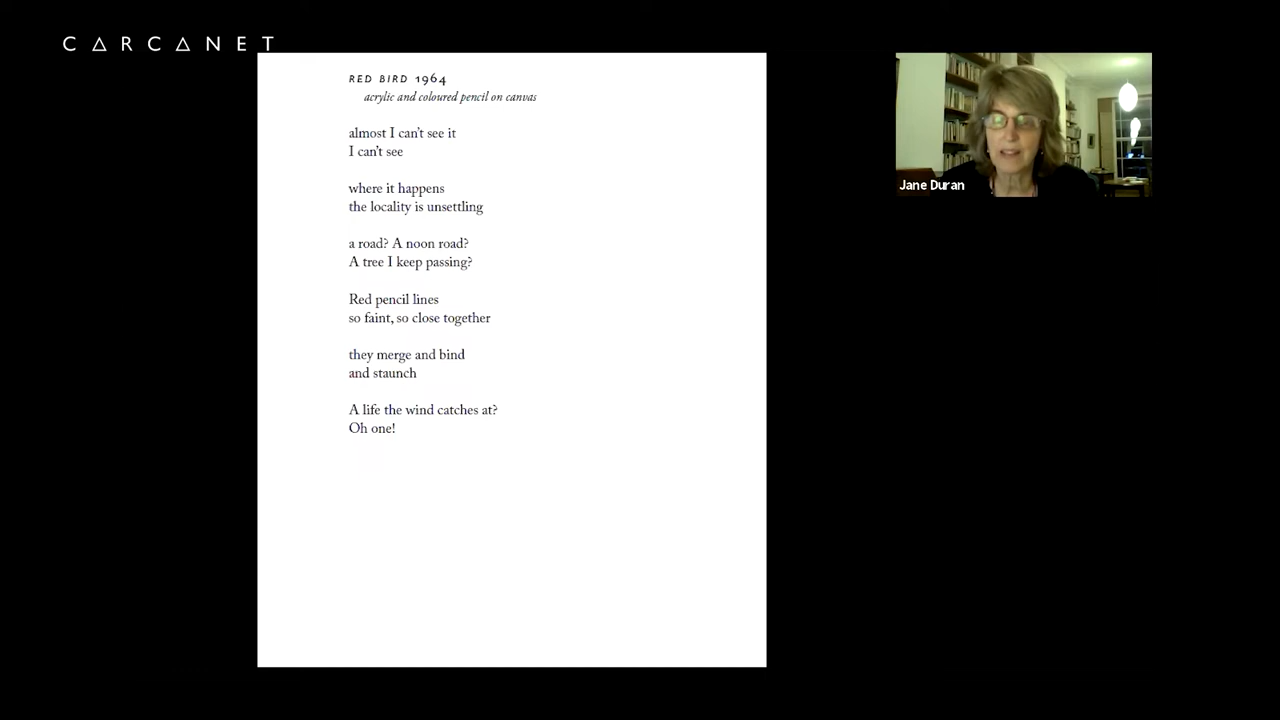 CARCANET
RED BIRD 1964
acrylic and coloured pencil on canvas
almost I can't see it
I can't see
where it happens
the locality is unsettling
a road? A noon road?
A tree I keep passing?
Red pencil lines
so faint, so close together
they merge and bind
and staunch
A life the wind catches at?
Oh one!
Jane Duran